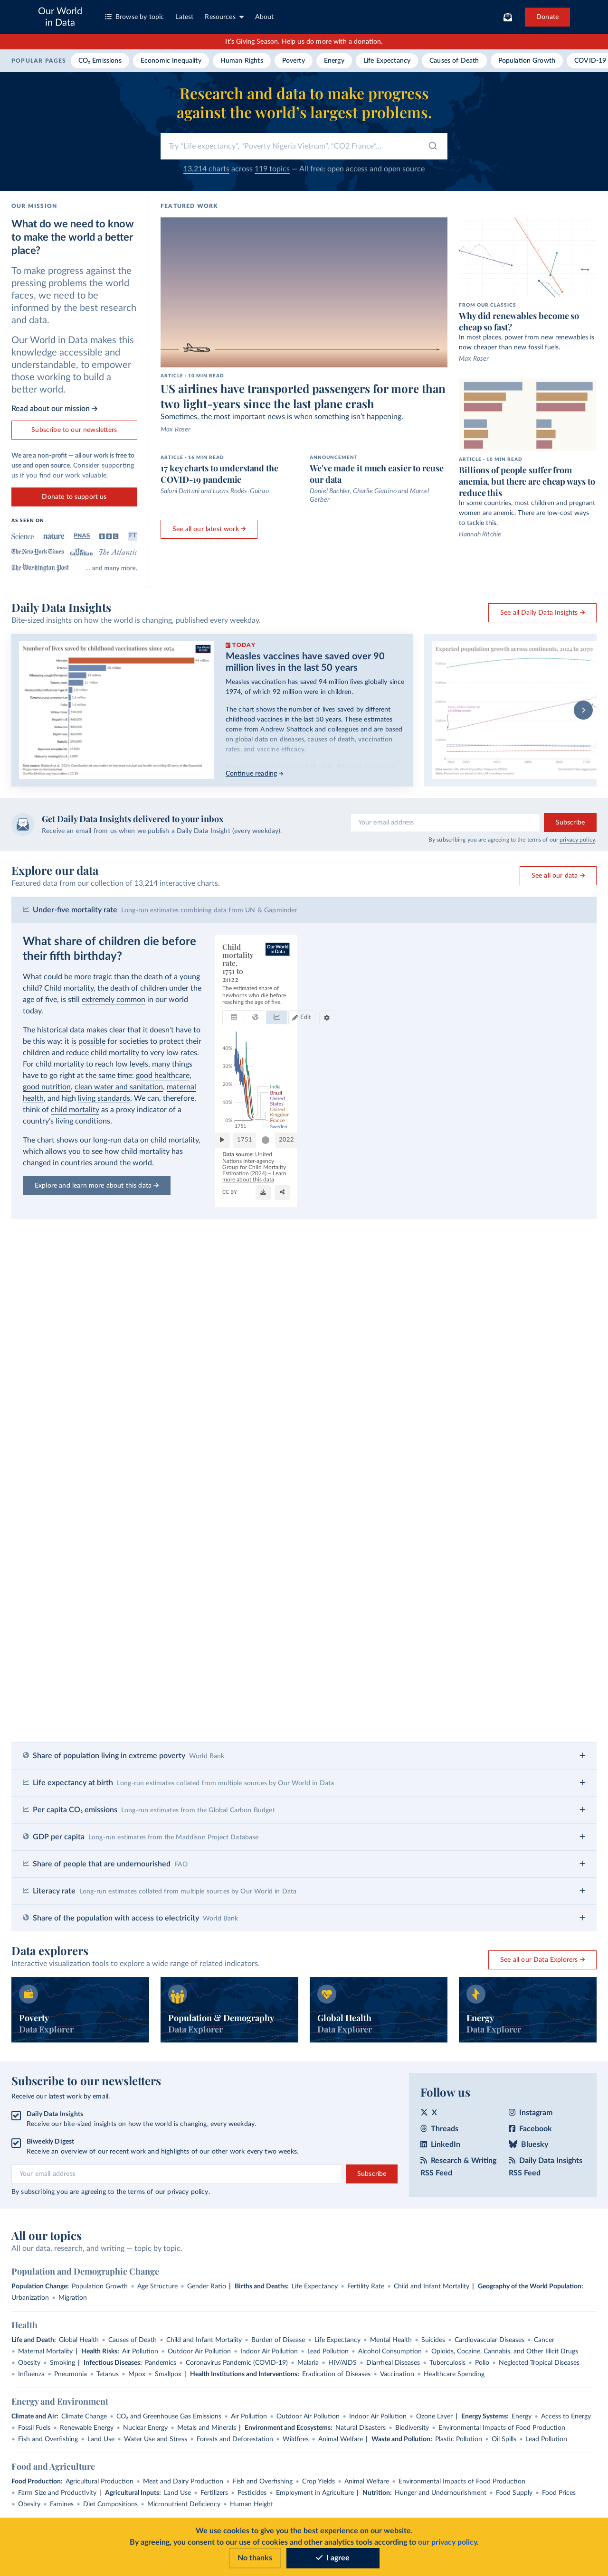 Our World
in Data
Browse by topic
Latest
Resources
About
Donate
It's Giving Season. Help us do more with a donation.
POPULAR PAGES
CO₂ Emissions
Economic Inequality
Human Rights
Poverty
Energy
Life Expectancy
Causes of Death
Population Growth
COVID-19
Research and data to make progress
against the world's largest problems.
Try "Life expectancy", "Poverty Nigeria Vietnam", "CO2 France"...
13,214 charts across 119 topics — All free: open access and open source
OUR MISSION
What do we need to know
to make the world a better
place?
To make progress against the
pressing problems the world
faces, we need to be
informed by the best research
and data.
Our World in Data makes this
knowledge accessible and
understandable, to empower
those working to build a
better world.
Read about our mission →
Subscribe to our newsletters
We are a non-profit — all our work is free to
use and open source. Consider supporting
us if you find our work valuable.
Donate to support us
AS SEEN ON
Science
nature
PNAS
BBC
FT
The New York Times
The Guardian
The Atlantic
The Washington Post
... and many more.
FEATURED WORK
ARTICLE - 10 MIN READ
US airlines have transported passengers for more than
two light-years since the last plane crash
Sometimes, the most important news is when something isn't happening.
Max Roser
ARTICLE - 16 MIN READ
17 key charts to understand the
COVID-19 pandemic
Saloni Dattani and Lucas Rodés-Guirao
ANNOUNCEMENT
We've made it much easier to reuse
our data
Daniel Bachler, Charlie Giattino and Marcel
Gerber
See all our latest work →
FROM OUR CLASSICS
Why did renewables become so
cheap so fast?
In most places, power from new renewables is
now cheaper than new fossil fuels.
Max Roser
ARTICLE - 10 MIN READ
Billions of people suffer from
anemia, but there are cheap ways to
reduce this
In some countries, most children and pregnant
women are anemic. There are low-cost ways
to tackle this.
Hannah Ritchie
Daily Data Insights
Bite-sized insights on how the world is changing, published every weekday.
See all Daily Data Insights →
Number of lives saved by childhood vaccinations since 1974
TODAY
Measles vaccines have saved over 90
million lives in the last 50 years
Measles vaccination has saved 94 million lives globally since
1974, of which 92 million were in children.
The chart shows the number of lives saved by different
childhood vaccines in the last 50 years. These estimates
come from Andrew Shattock and colleagues and are based
on global data on diseases, causes of death, vaccination
rates, and vaccine efficacy.
Continue reading →
Expected population growth across continents, 2024 to 2070
Get Daily Data Insights delivered to your inbox
Receive an email from us when we publish a Daily Data Insight (every weekday).
Your email address
Subscribe
By subscribing you are agreeing to the terms of our privacy policy.
Explore our data
Featured data from our collection of 13,214 interactive charts.
See all our data →
Under-five mortality rate Long-run estimates combining data from UN & Gapminder
What share of children die before
their fifth birthday?
What could be more tragic than the death of a young
child? Child mortality, the death of children under the
age of five, is still extremely common in our world
today.
The historical data makes clear that it doesn't have to
be this way: it is possible for societies to protect their
children and reduce child mortality to very low rates.
For child mortality to reach low levels, many things
have to go right at the same time: good healthcare,
good nutrition, clean water and sanitation, maternal
health, and high living standards. We can, therefore,
think of child mortality as a proxy indicator of a
country's living conditions.
The chart shows our long-run data on child mortality,
which allows you to see how child mortality has
changed in countries around the world.
Explore and learn more about this data →
Child
mortality
rate,
1751 to
2022
Our World
in Data
The estimated share of
newborns who die before
reaching the age of five.
Edit
40%
30%
20%
10%
0%
1751
India
Brazil
United
States
United
Kingdom
France
Sweden
1751
2022
Data source: United
Nations Inter-agency
Group for Child Mortality
Estimation (2024) – Learn
more about this data
CC BY
Share of population living in extreme poverty World Bank
Life expectancy at birth Long-run estimates collated from multiple sources by Our World in Data
Per capita CO₂ emissions Long-run estimates from the Global Carbon Budget
GDP per capita Long-run estimates from the Maddison Project Database
Share of people that are undernourished FAO
Literacy rate Long-run estimates collated from multiple sources by Our World in Data
Share of the population with access to electricity World Bank
Data explorers
Interactive visualization tools to explore a wide range of related indicators.
See all our Data Explorers →
Poverty
Data Explorer
Population & Demography
Data Explorer
Global Health
Data Explorer
Energy
Data Explorer
Subscribe to our newsletters
Receive our latest work by email.
Daily Data Insights
Receive our bite-sized insights on how the world is changing, every weekday.
Biweekly Digest
Receive an overview of our recent work and highlights of our other work every two weeks.
Your email address
Subscribe
By subscribing you are agreeing to the terms of our privacy policy.
Follow us
X
Instagram
Threads
Facebook
LinkedIn
Bluesky
Research & Writing
RSS Feed
Daily Data Insights
RSS Feed
All our topics
All our data, research, and writing — topic by topic.
Population and Demographic Change
Population Change: Population Growth • Age Structure • Gender Ratio | Births and Deaths: Life Expectancy • Fertility Rate • Child and Infant Mortality | Geography of the World Population:
Urbanization • Migration
Health
Life and Death: Global Health • Causes of Death • Child and Infant Mortality • Burden of Disease • Life Expectancy • Mental Health • Suicides • Cardiovascular Diseases • Cancer
• Maternal Mortality | Health Risks: Air Pollution • Outdoor Air Pollution • Indoor Air Pollution • Lead Pollution • Alcohol Consumption • Opioids, Cocaine, Cannabis, and Other Illicit Drugs
• Obesity • Smoking | Infectious Diseases: Pandemics • Coronavirus Pandemic (COVID-19) • Malaria • HIV/AIDS • Diarrheal Diseases • Tuberculosis • Polio • Neglected Tropical Diseases
• Influenza • Pneumonia • Tetanus • Mpox • Smallpox | Health Institutions and Interventions: Eradication of Diseases • Vaccination • Healthcare Spending
Energy and Environment
Climate and Air: Climate Change • CO₂ and Greenhouse Gas Emissions • Air Pollution • Outdoor Air Pollution • Indoor Air Pollution • Ozone Layer | Energy Systems: Energy • Access to Energy
• Fossil Fuels • Renewable Energy • Nuclear Energy • Metals and Minerals | Environment and Ecosystems: Natural Disasters • Biodiversity • Environmental Impacts of Food Production
• Fish and Overfishing • Land Use • Water Use and Stress • Forests and Deforestation • Wildfires • Animal Welfare | Waste and Pollution: Plastic Pollution • Oil Spills • Lead Pollution
Food and Agriculture
Food Production: Agricultural Production • Meat and Dairy Production • Fish and Overfishing • Crop Yields • Animal Welfare • Environmental Impacts of Food Production
• Farm Size and Productivity | Agricultural Inputs: Land Use • Fertilizers • Pesticides • Employment in Agriculture | Nutrition: Hunger and Undernourishment • Food Supply • Food Prices
• Obesity • Famines • Diet Compositions • Micronutrient Deficiency • Human Height
We use cookies to give you the best experience on our website.
By agreeing, you consent to our use of cookies and other analytics tools according to our privacy policy.
No thanks
I agree